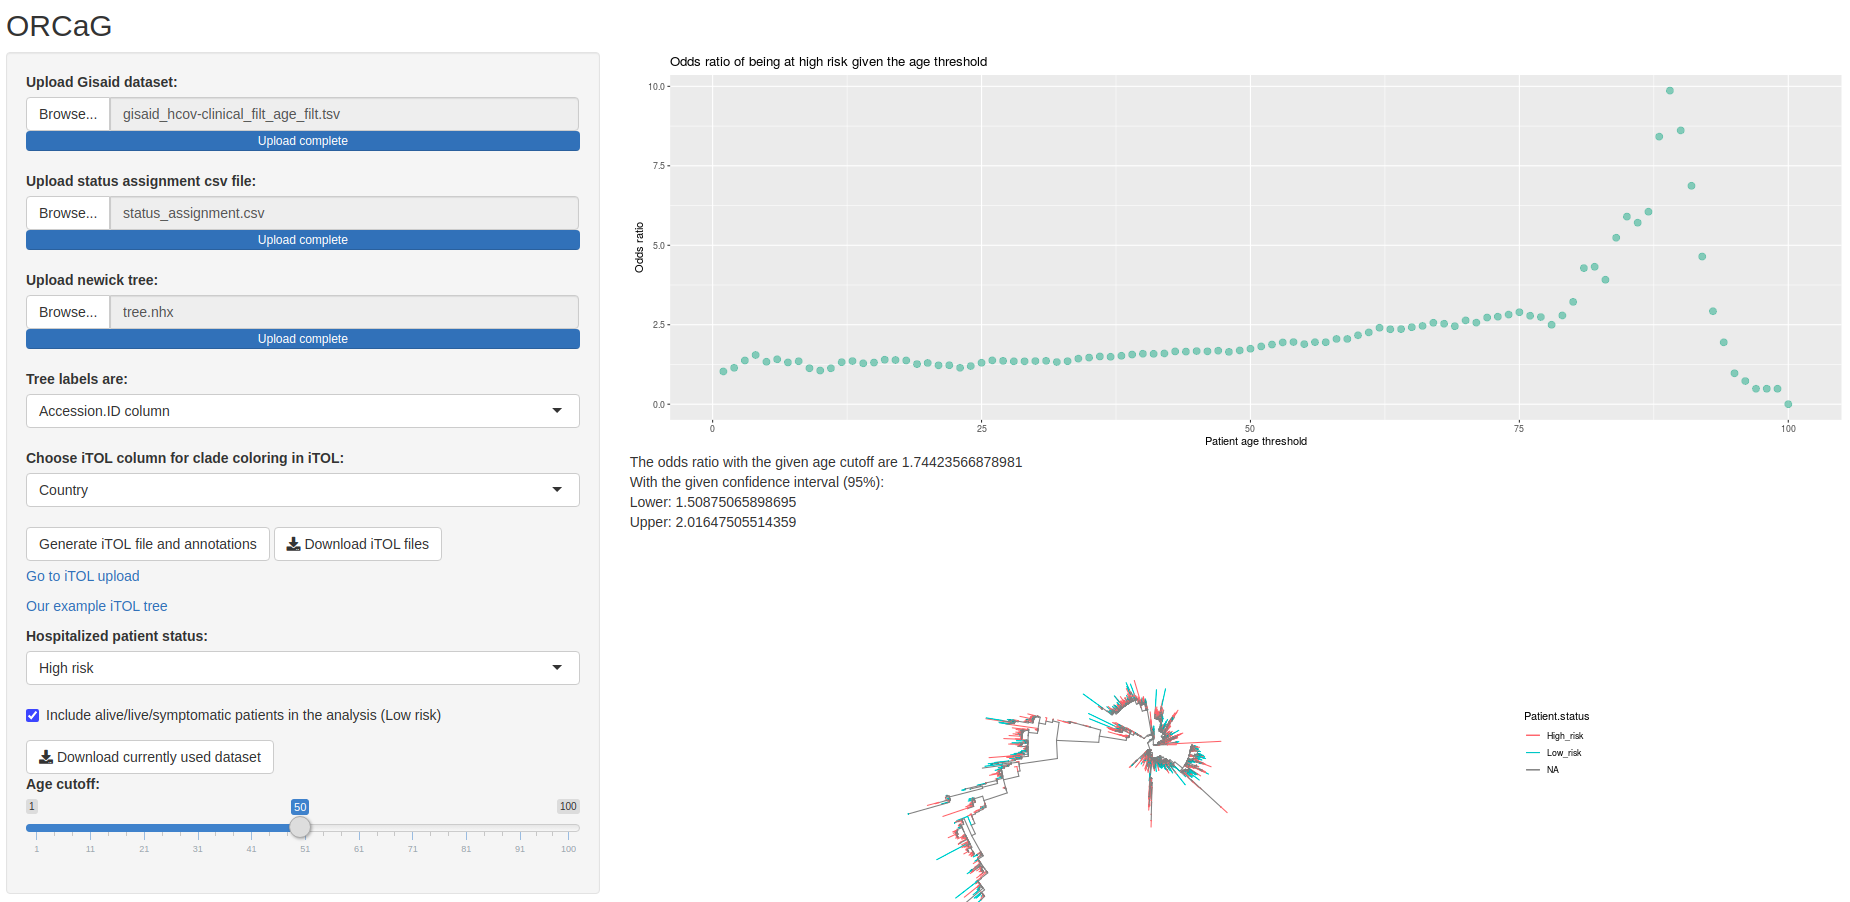 ORCaG
Upload Gisaid dataset:
Browse... gisaid_hcov-clinical_filt_age_filt.tsv
Upload complete
Upload status assignment csv file:
Browse... status_assignment.csv
Upload complete
Upload newick tree:
Browse... tree.nhx
Upload complete
Tree labels are:
Accession.ID column
Choose iTOL column for clade coloring in iTOL:
Country
Generate iTOL file and annotations Download iTOL files
Go to iTOL upload
Our example iTOL tree
Hospitalized patient status:
High risk
Include alive/live/symptomatic patients in the analysis (Low risk)
Download currently used dataset
Age cutoff:
1 50 100
1 11 21 31 41 51 61 71 81 91 100
Odds ratio of being at high risk given the age threshold
10.0
7.5
5.0
2.5
0.0
Odds ratio
0 25 50 75 100
Patient age threshold
The odds ratio with the given age cutoff are 1.74423566878981
With the given confidence interval (95%):
Lower: 1.50875065898695
Upper: 2.01647505514359
Patient.status
High_risk
Low_risk
NA